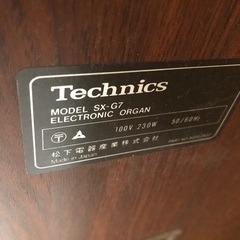 Technics
MODEL SX-G7
ELECTRONIC ORGAN
100V 230W 50/60Hz
松下電器産業株式会社
Made in Japan